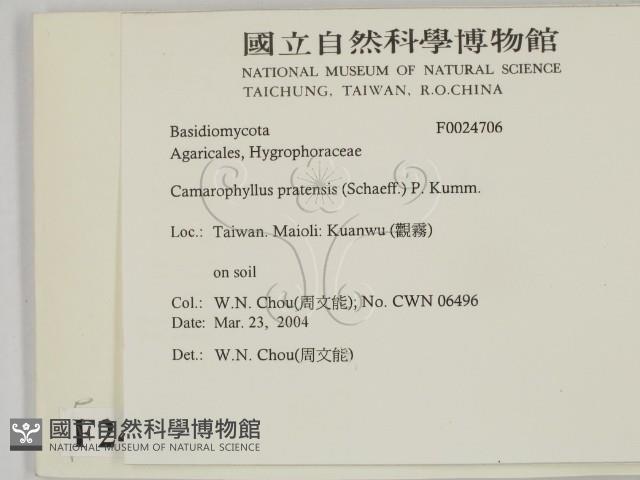 國立自然科學博物館
NATIONAL MUSEUM OF NATURAL SCIENCE
TAICHUNG, TAIWAN, R.O.CHINA
Basidiomycota F0024706
Agaricales, Hygrophoraceae
Camarophyllus pratensis (Schaeff.) P. Kumm.
Loc.: Taiwan. Maioli: Kuanwu (觀霧)
on soil
Col.: W.N. Chou(周文能); No. CWN 06496
Date: Mar. 23, 2004
Det.: W.N. Chou(周文能)
國立自然科學博物館
NATIONAL MUSEUM OF NATURAL SCIENCE